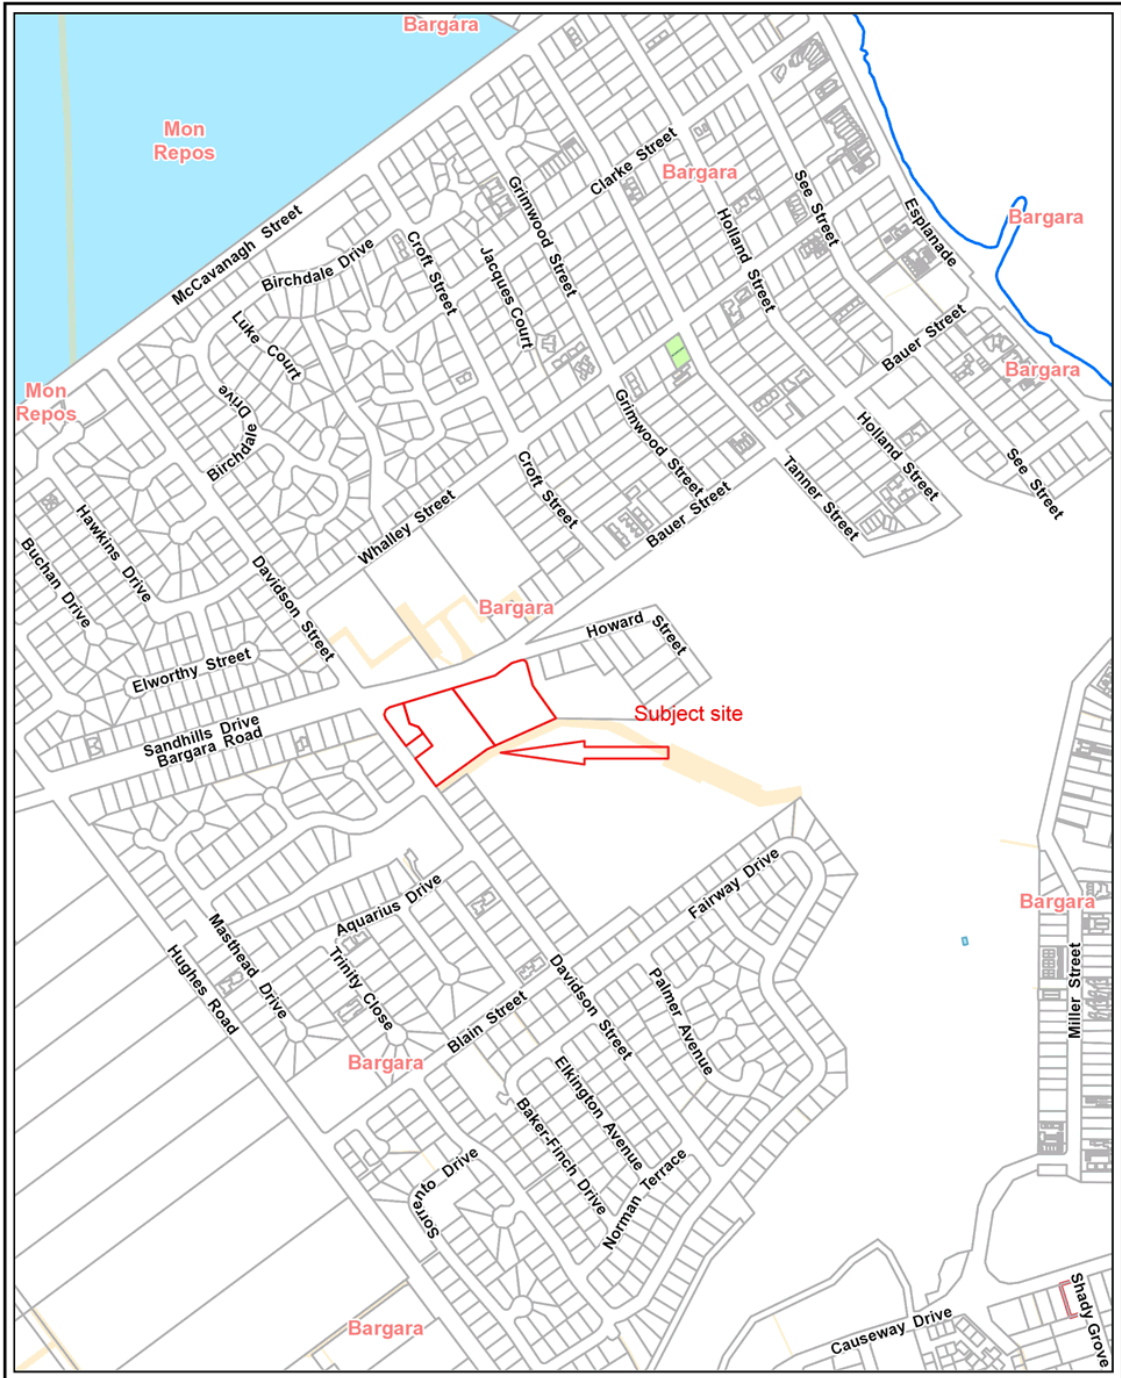 Bargara
Mon
Repos
Clarke Street
Bargara
Grimwood Street
See Street
Esplanade
Bargara
McCavanagh Street
Birchdale Drive
Croft Street
Jacques Court
Holland Street
Luke Court
Bauer Street
Bargara
Mon
Repos
Birchdale Drive
Grimwood Street
Holland Street
See Street
Croft Street
Tanner Street
Bauer Street
Whalley Street
Hawkins Drive
Buchan Drive
Davidson Street
Bargara
Howard Street
Elworthy Street
Sandhills Drive
Bargara Road
Subject site
Fairway Drive
Aquarius Drive
Masthead Drive
Trinity Close
Hughes Road
Blain Street
Davidson Street
Palmer Avenue
Bargara
Miller Street
Bargara
Elkington Avenue
Baker-Finch Drive
Norman Terrace
Sorrento Drive
Bargara
Causeway Drive
Shady Grove